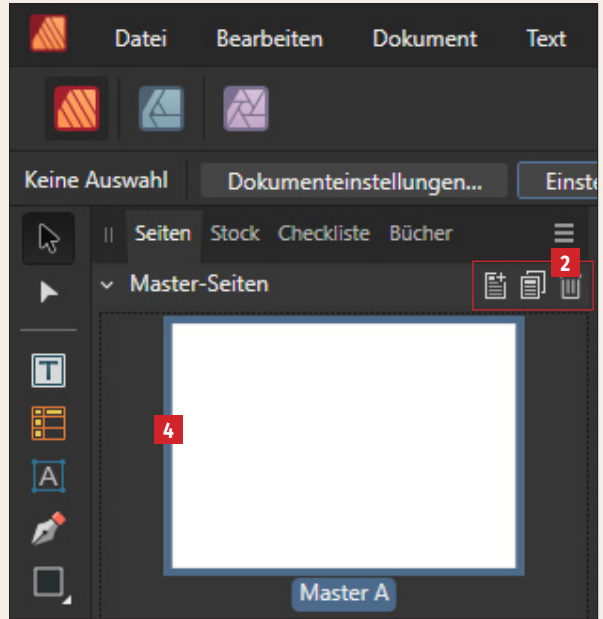 Datei Bearbeiten Dokument Text
Keine Auswahl Dokumenteinstellungen... Einste
Seiten Stock Checkliste Bücher
2
Master-Seiten
T
4
A
Master A